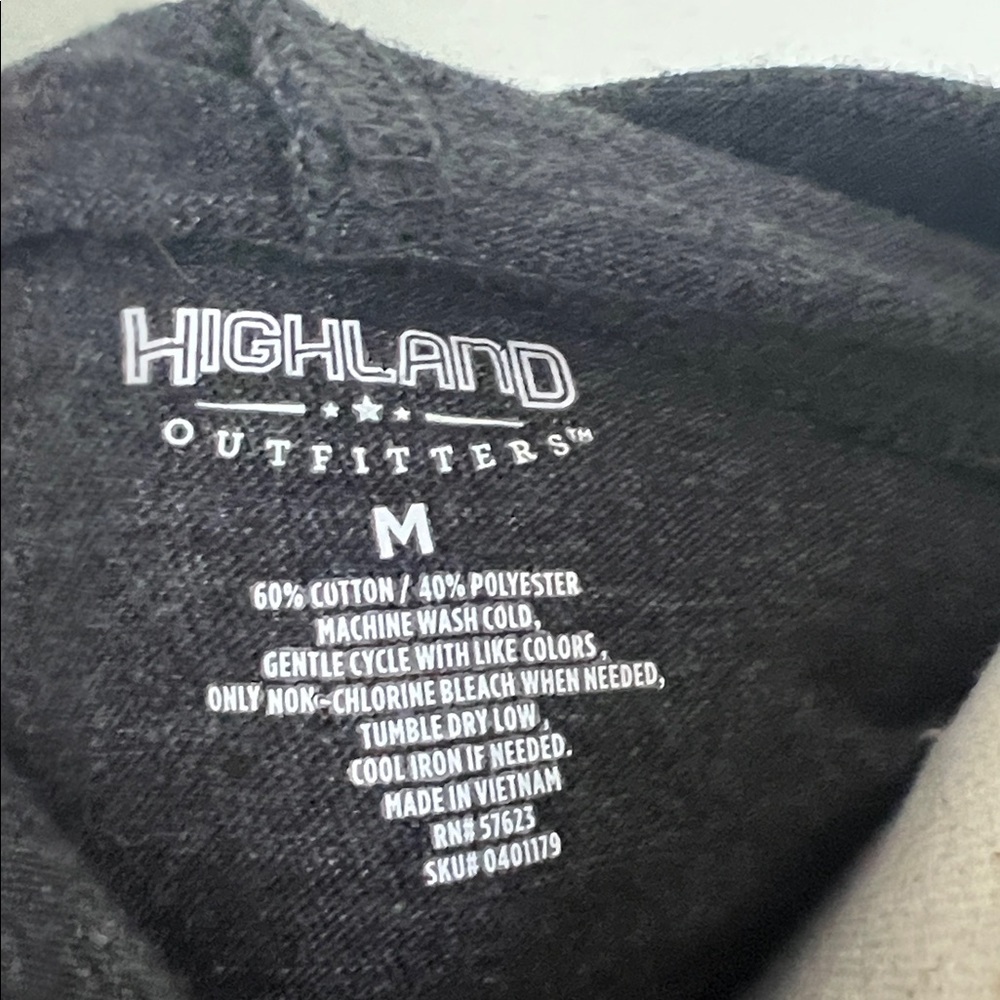 HIGHLAND
OUTFITTERS™
M
60% COTTON / 40% POLYESTER
MACHINE WASH COLD,
GENTLE CYCLE WITH LIKE COLORS,
ONLY NON-CHLORINE BLEACH WHEN NEEDED,
TUMBLE DRY LOW,
COOL IRON IF NEEDED.
MADE IN VIETNAM
RN# 57623
SKU# 0401179